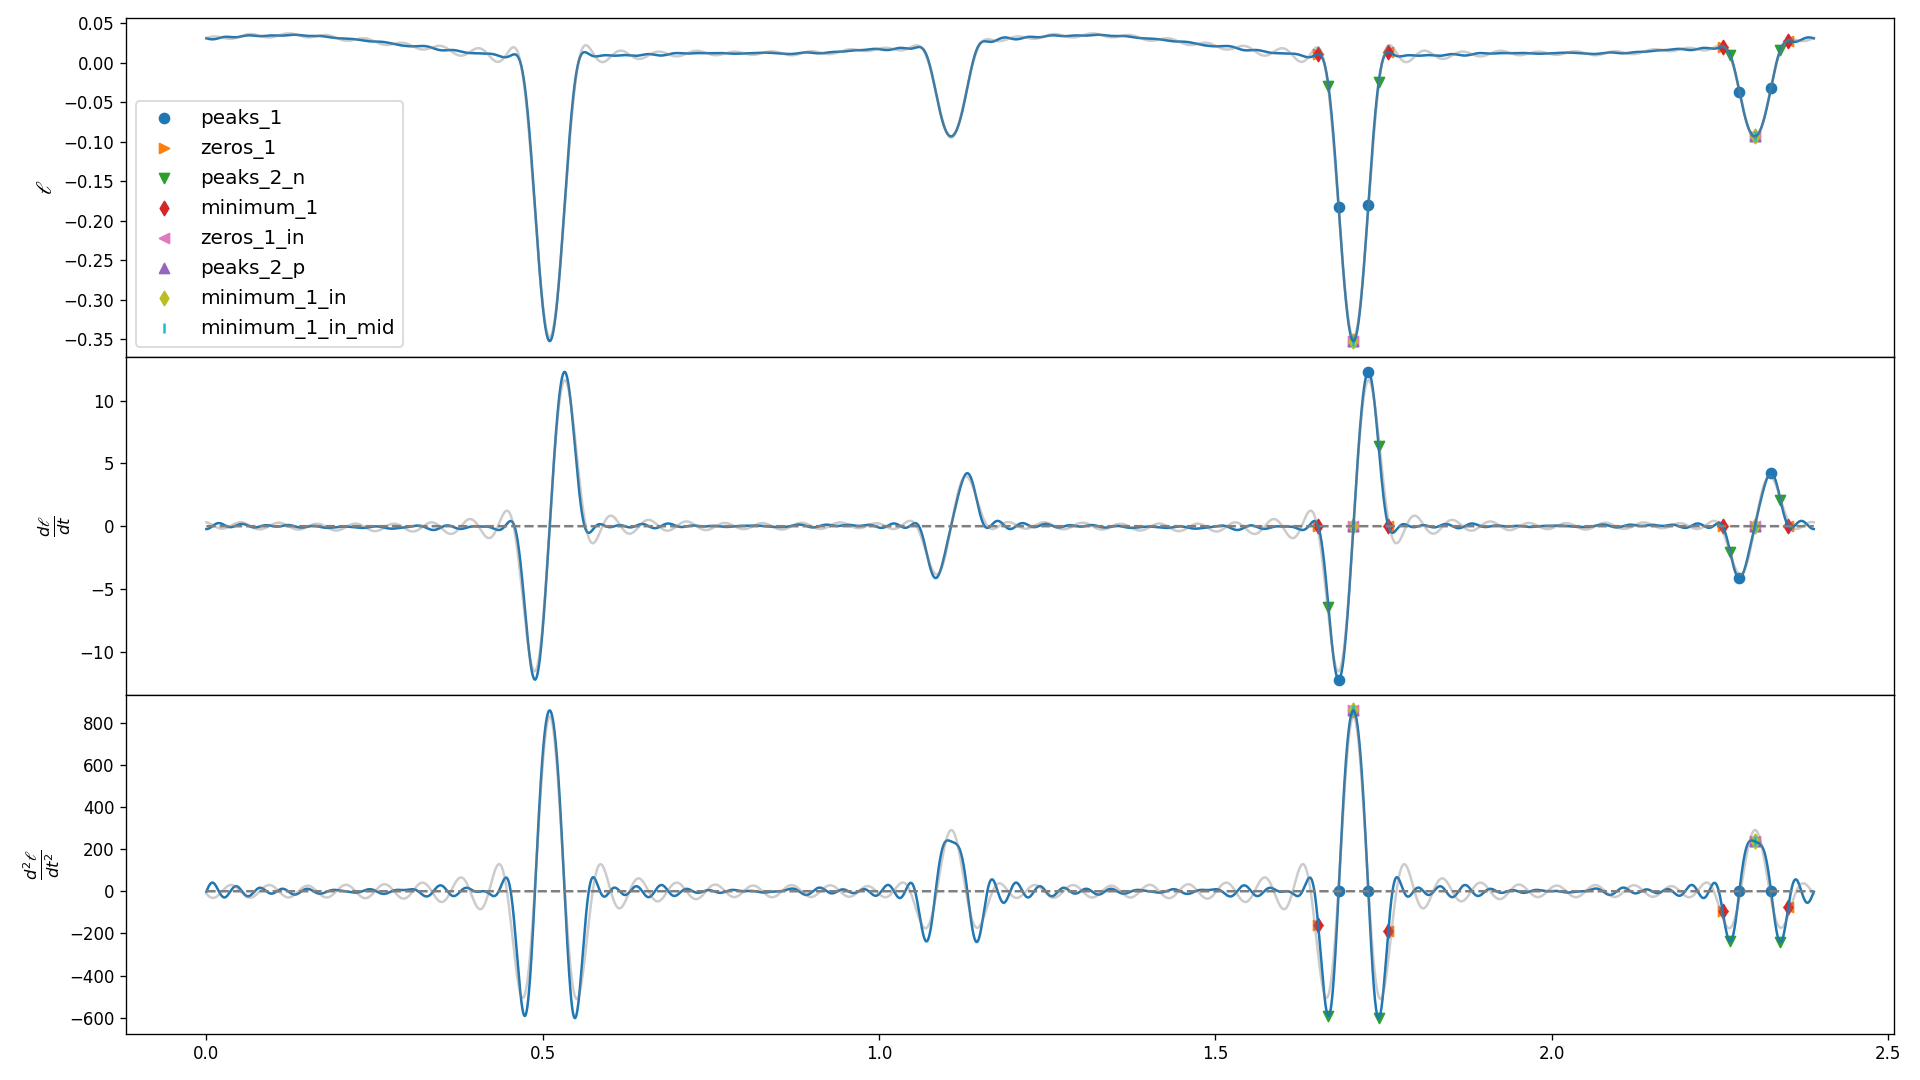 0.05
0.00
−0.05
−0.10
−0.15
−0.20
−0.25
−0.30
−0.35
ℓ
peaks_1
zeros_1
peaks_2_n
minimum_1
zeros_1_in
peaks_2_p
minimum_1_in
minimum_1_in_mid
10
5
0
−5
−10
dℓ
dt
800
600
400
200
0
−200
−400
−600
d²ℓ
dt²
0.0 0.5 1.0 1.5 2.0 2.5